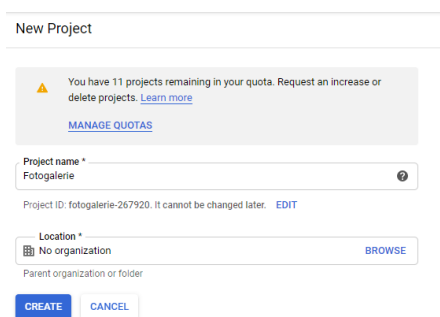 New Project
You have 11 projects remaining in your quota. Request an increase or
delete projects. Learn more
MANAGE QUOTAS
Project name *
Fotogalerie
Project ID: fotogalerie-267920. It cannot be changed later. EDIT
Location *
No organization BROWSE
Parent organization or folder
CREATE CANCEL